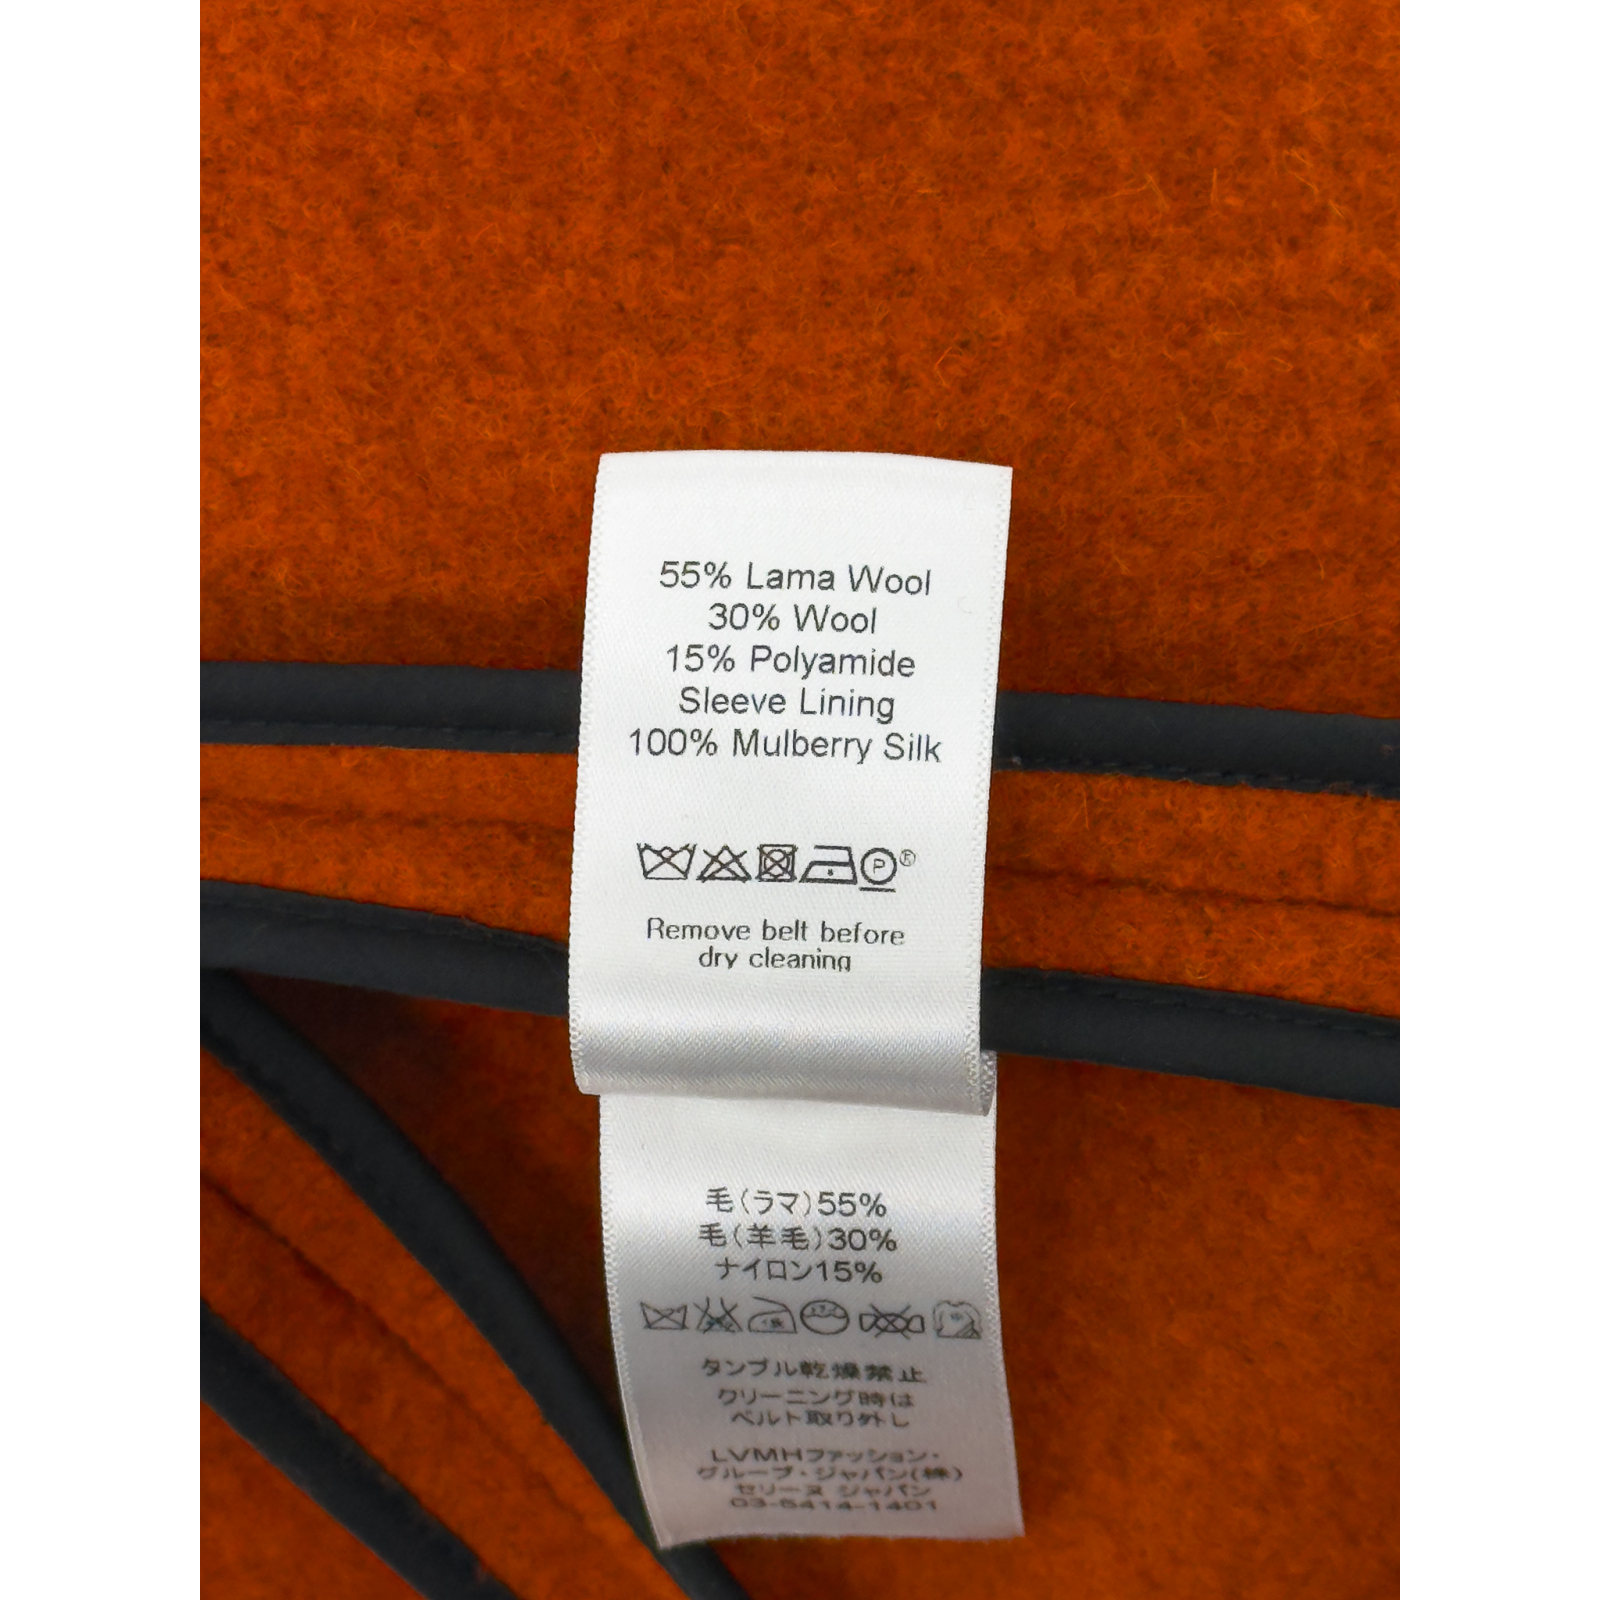 55% Lama Wool
30% Wool
15% Polyamide
Sleeve Lining
100% Mulberry Silk
P ®
Remove belt before
dry cleaning
毛(ラマ)55%
毛(羊毛)30%
ナイロン15%
タンブル乾燥禁止
クリーニング時は
ベルト取り外し
LVMHファッション・
グループ・ジャパン(株)
セリーヌ ジャパン
03-5414-1401